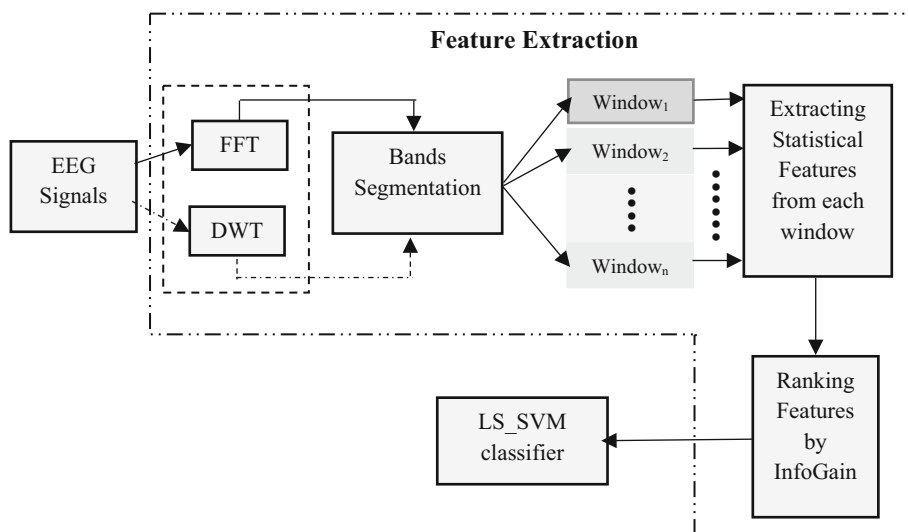 Feature Extraction
EEG
Signals
FFT
DWT
Bands
Segmentation
Window₁
Window₂
Windowₙ
Extracting
Statistical
Features
from each
window
Ranking
Features
by
InfoGain
LS_SVM
classifier